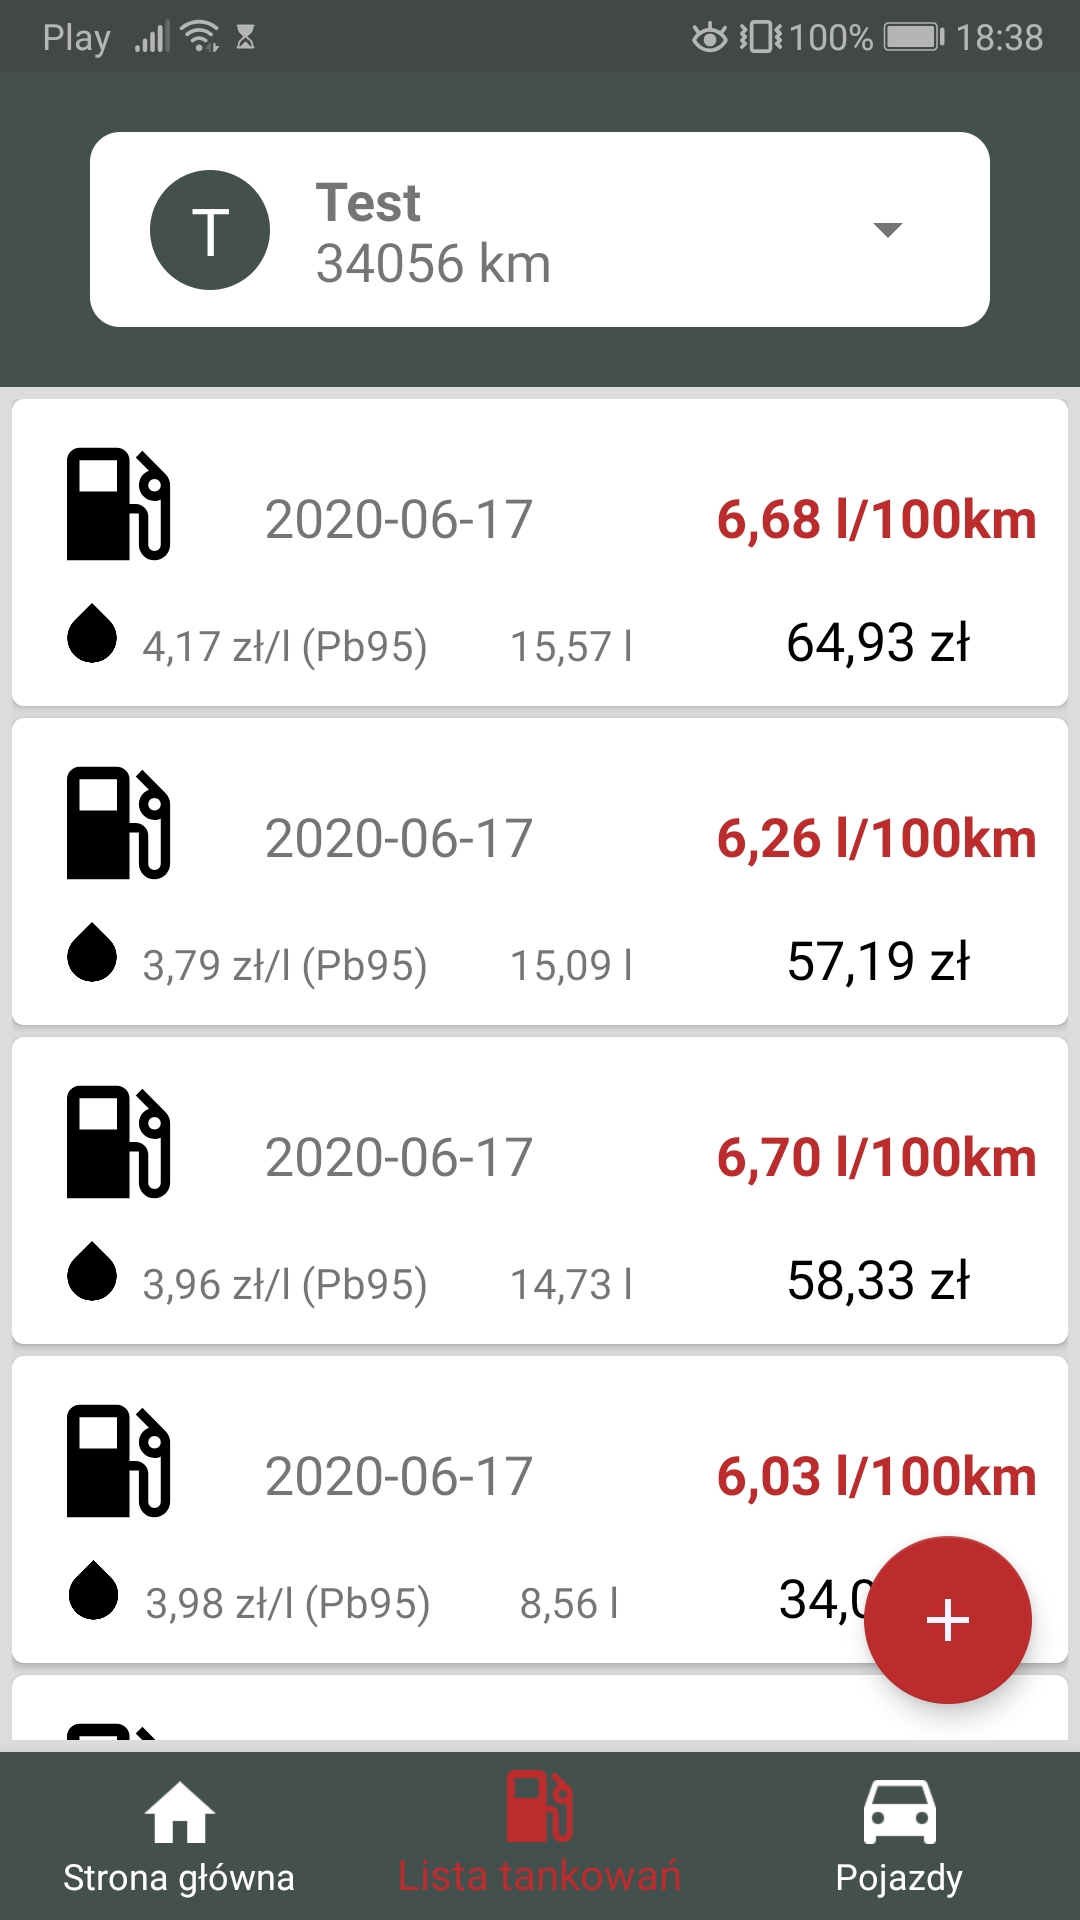 Play 100% 18:38
T
Test
34056 km
2020-06-17 6,68 l/100km
4,17 zł/l (Pb95) 15,57 l 64,93 zł
2020-06-17 6,26 l/100km
3,79 zł/l (Pb95) 15,09 l 57,19 zł
2020-06-17 6,70 l/100km
3,96 zł/l (Pb95) 14,73 l 58,33 zł
2020-06-17 6,03 l/100km
3,98 zł/l (Pb95) 8,56 l
+
Strona główna Lista tankowań Pojazdy